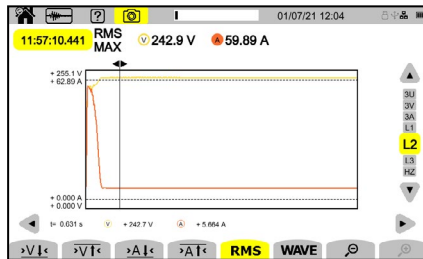 ? 01/07/21 12:04
11:57:10.441 RMS MAX V 242.9 V A 59.89 A
+ 255.1 V
+ 62.89 A
3U
3V
3A
L1
L2
L3
HZ
+ 0.000 A
+ 0.000 V
t= 0.031 s V + 242.7 V A + 5.664 A
>V↓< >V↑< >A↓< >A↑< RMS WAVE